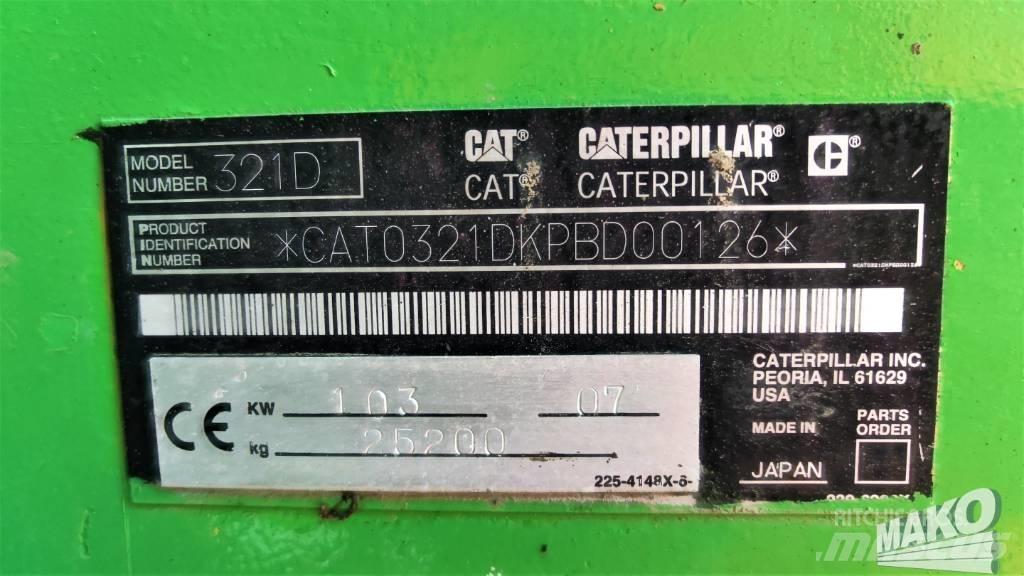 CAT® CATERPILLAR®
CAT® CATERPILLAR®
MODEL
NUMBER 321D
PRODUCT
IDENTIFICATION
NUMBER *CAT0321DKPBD00126*
CATERPILLAR INC.
PEORIA, IL 61629
USA
KW 103 07
kg 25200
CE
225-4148X-6-
MADE IN PARTS
ORDER
JAPAN
MAKO